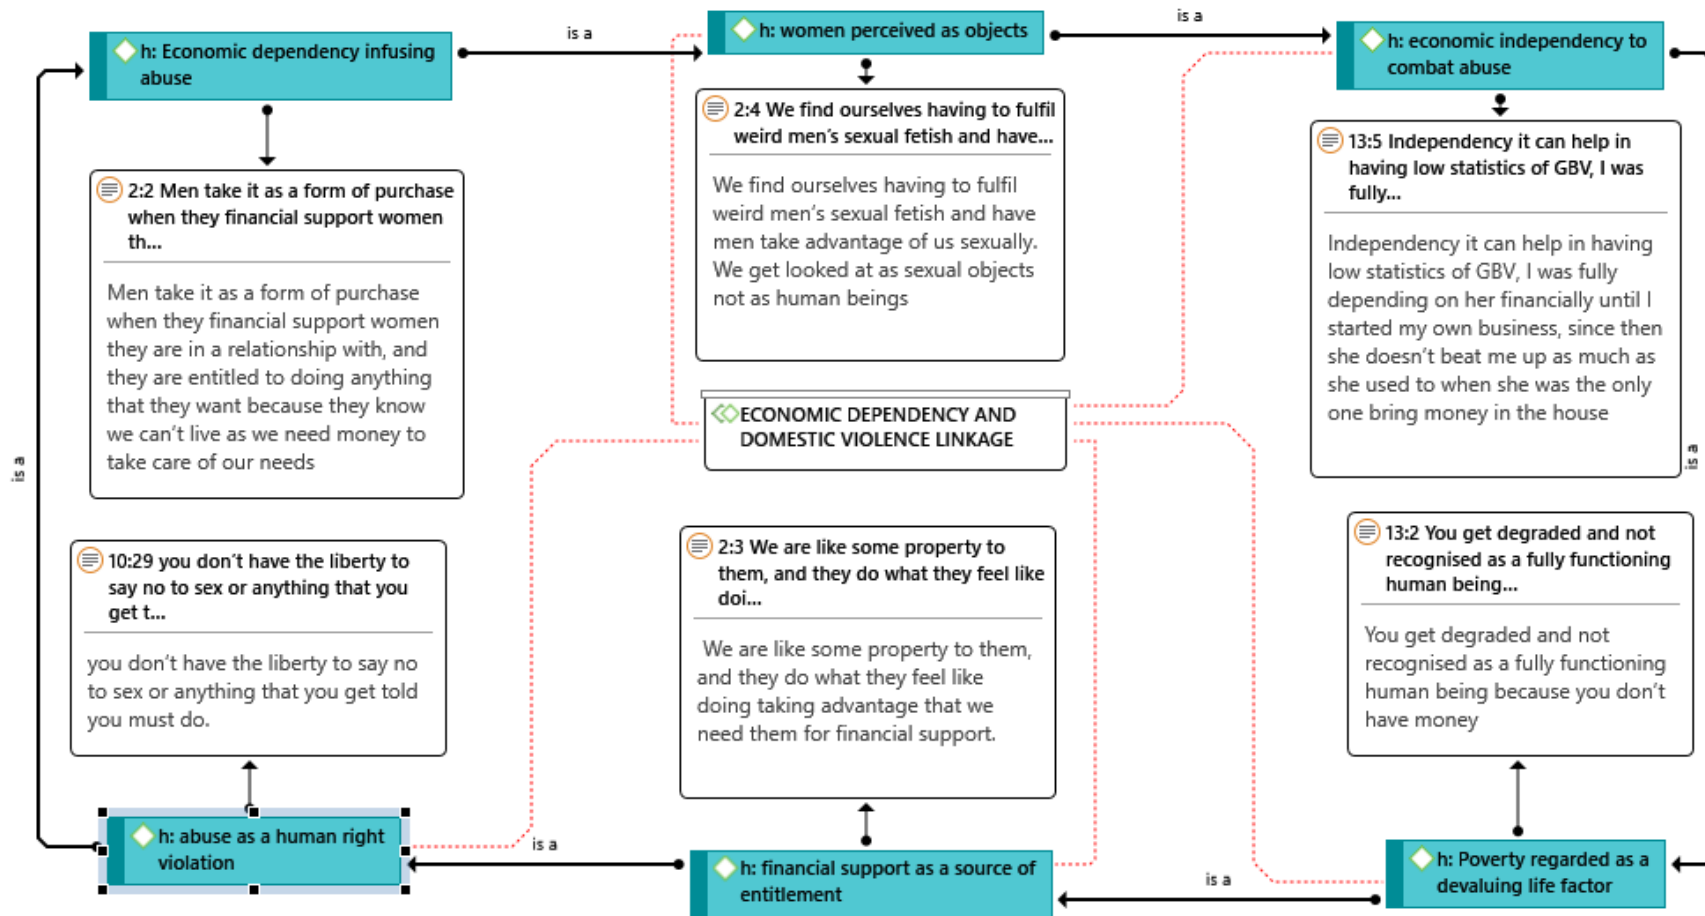 is a
h: Economic dependency infusing
abuse
is a
h: women perceived as objects
is a
h: economic independency to
combat abuse
2:2 Men take it as a form of purchase
when they financial support women
th...
Men take it as a form of purchase
when they financial support women
they are in a relationship with, and
they are entitled to doing anything
that they want because they know
we can't live as we need money to
take care of our needs
2:4 We find ourselves having to fulfil
weird men's sexual fetish and have...
We find ourselves having to fulfil
weird men's sexual fetish and have
men take advantage of us sexually.
We get looked at as sexual objects
not as human beings
13:5 Independency it can help in
having low statistics of GBV, I was
fully...
Independency it can help in having
low statistics of GBV, I was fully
depending on her financially until I
started my own business, since then
she doesn't beat me up as much as
she used to when she was the only
one bring money in the house
ECONOMIC DEPENDENCY AND
DOMESTIC VIOLENCE LINKAGE
is a
10:29 you don't have the liberty to
say no to sex or anything that you
get t...
you don't have the liberty to say no
to sex or anything that you get told
you must do.
2:3 We are like some property to
them, and they do what they feel like
doi...
We are like some property to them,
and they do what they feel like
doing taking advantage that we
need them for financial support.
13:2 You get degraded and not
recognised as a fully functioning
human being...
You get degraded and not
recognised as a fully functioning
human being because you don't
have money
h: abuse as a human right
violation
is a
h: financial support as a source of
entitlement
is a
h: Poverty regarded as a
devaluing life factor